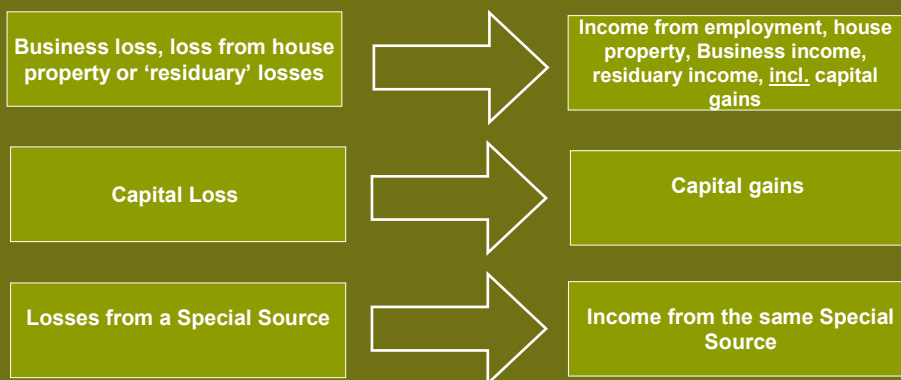 Business loss, loss from house
property or ‘residuary’ losses
Income from employment, house
property, Business income,
residuary income, incl. capital
gains
Capital Loss
Capital gains
Losses from a Special Source
Income from the same Special
Source